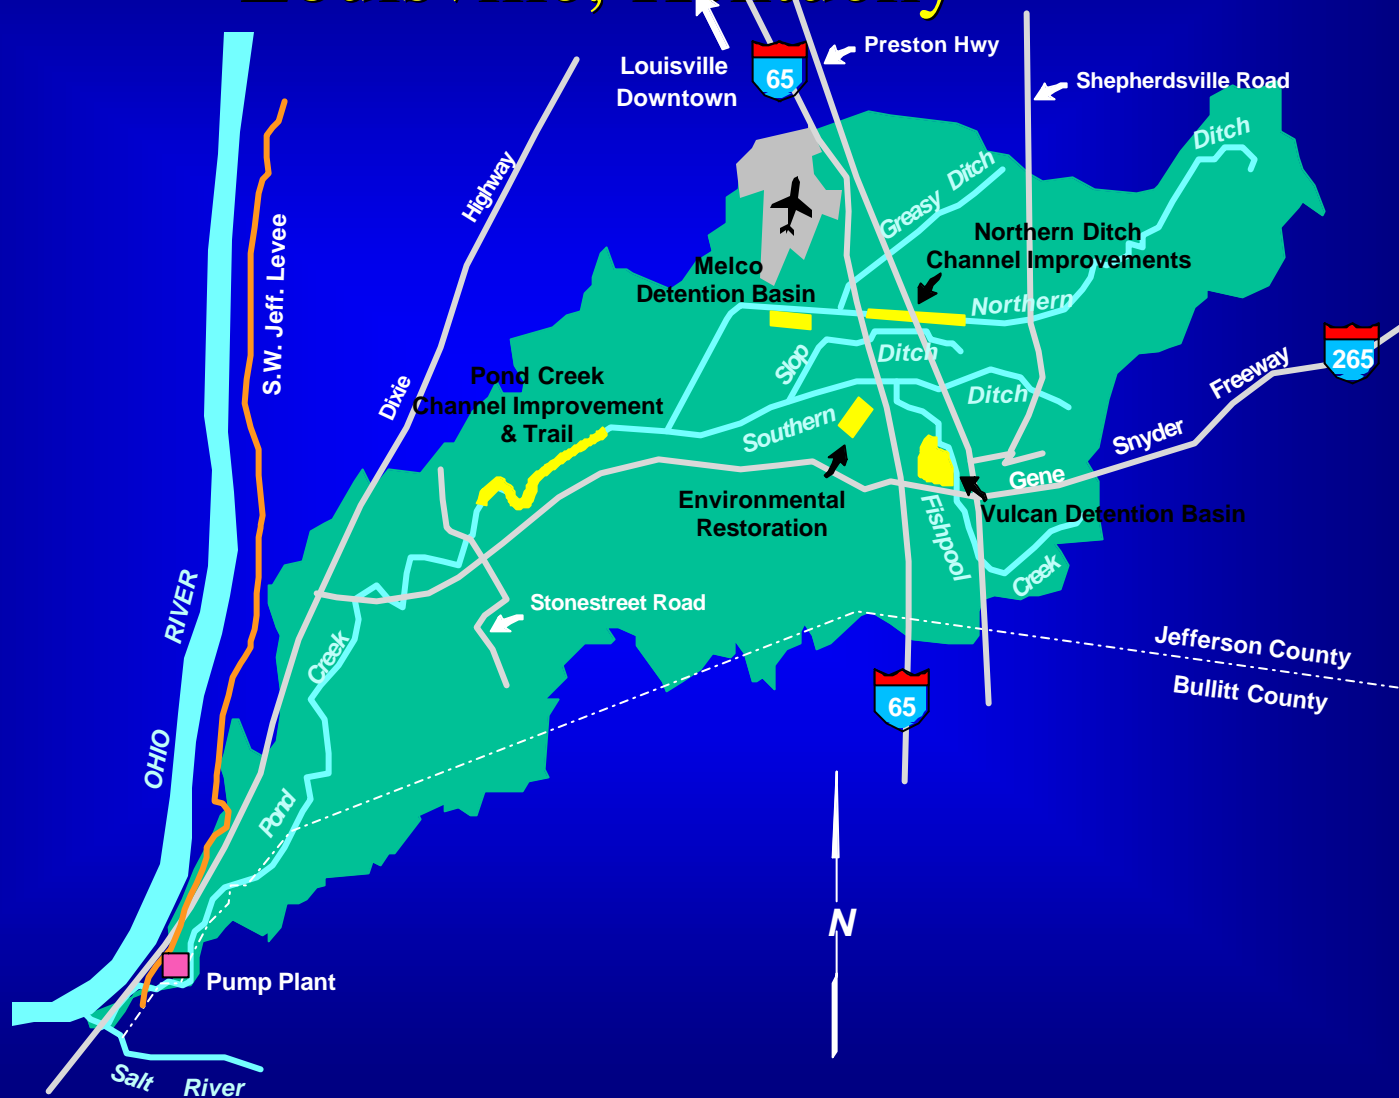 Louisville, Kentucky
Louisville
Downtown
65
Preston Hwy
Shepherdsville Road
Ditch
Highway
Greasy Ditch
Northern Ditch
Channel Improvements
S.W. Jeff. Levee
Melco
Detention Basin
Northern
Slop
Ditch
265
Freeway
Dixie
Pond Creek
Channel Improvement
& Trail
Southern
Ditch
Snyder
Gene
Environmental
Restoration
Fishpool
Vulcan Detention Basin
Creek
RIVER
Stonestreet Road
Creek
Jefferson County
Bullitt County
65
OHIO
Pond
N
Pump Plant
Salt River